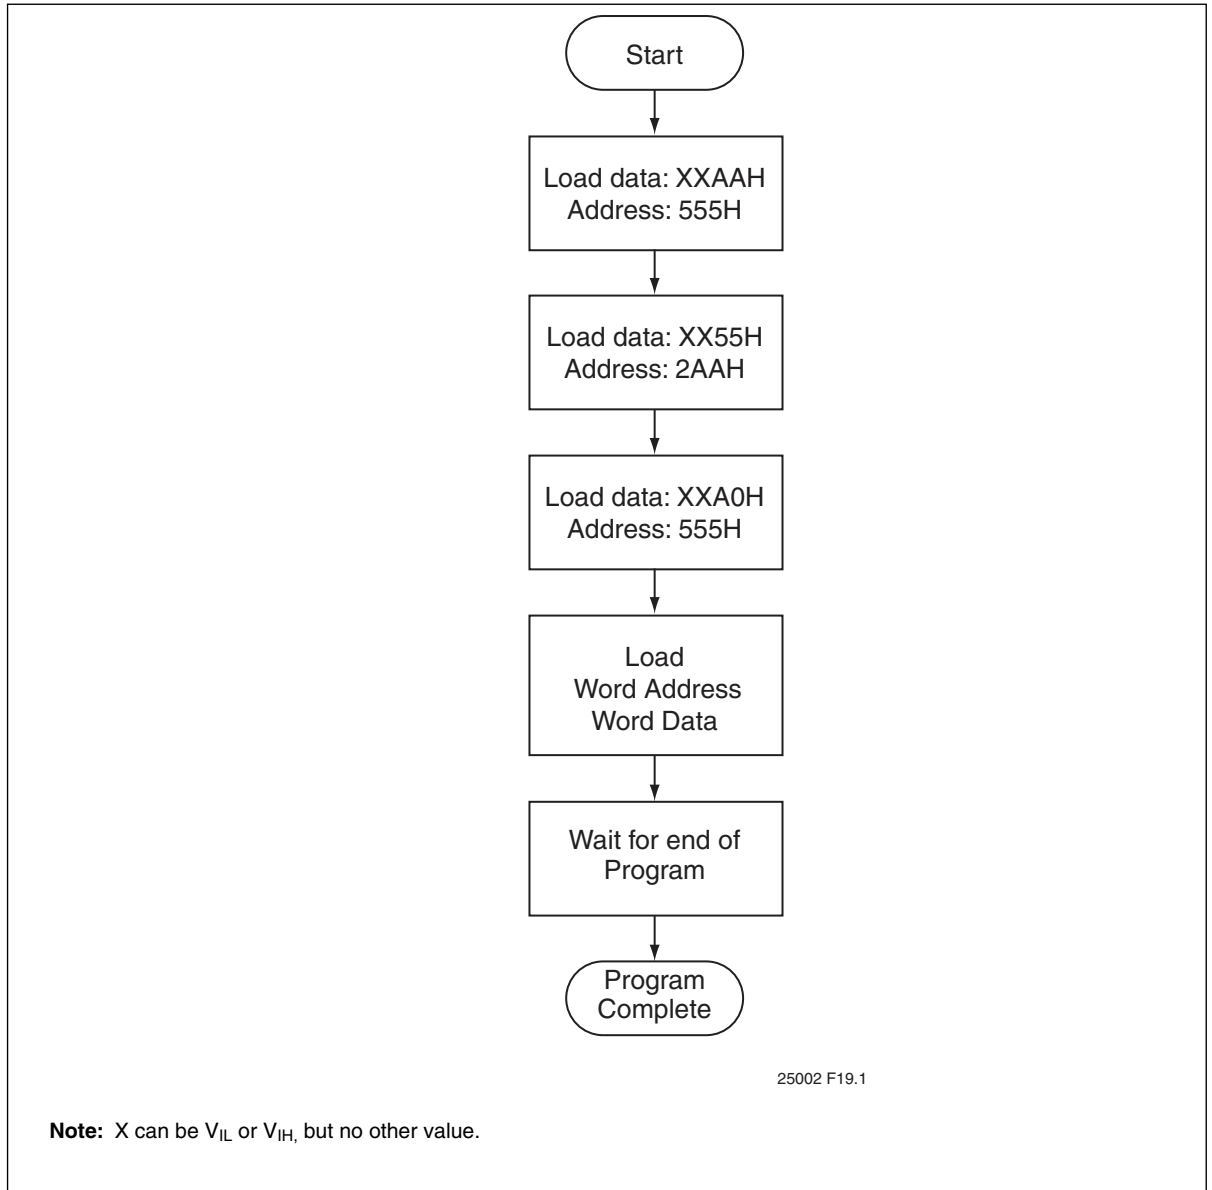 Start
Load data: XXAAH
Address: 555H
Load data: XX55H
Address: 2AAH
Load data: XXA0H
Address: 555H
Load
Word Address
Word Data
Wait for end of
Program
Program
Complete
25002 F19.1
Note: X can be VIL or VIH, but no other value.